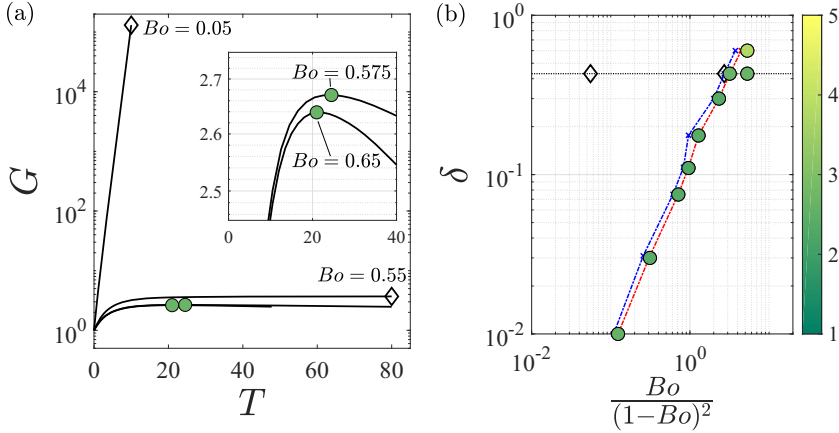 (a)
G
10^4
10^2
10^0
0
20
40
60
80
T
Bo = 0.05
Bo = 0.55
2.7
2.6
2.5
0
20
40
Bo = 0.575
Bo = 0.65
(b)
δ
10^0
10^-1
10^-2
10^-2
10^0
10^2
Bo
(1−Bo)^2
5
4
3
2
1